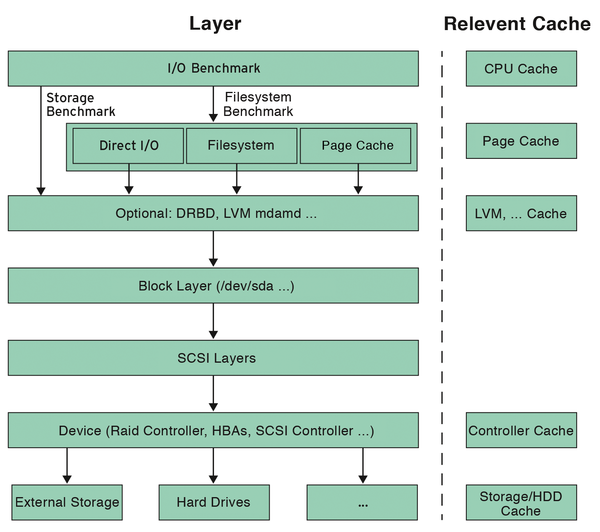 Layer
Relevent Cache
I/O Benchmark
CPU Cache
Storage
Benchmark
Filesystem
Benchmark
Direct I/O
Filesystem
Page Cache
Page Cache
Optional: DRBD, LVM mdamd ...
LVM, ... Cache
Block Layer (/dev/sda ...)
SCSI Layers
Device (Raid Controller, HBAs, SCSI Controller ...)
Controller Cache
External Storage
Hard Drives
...
Storage/HDD
Cache